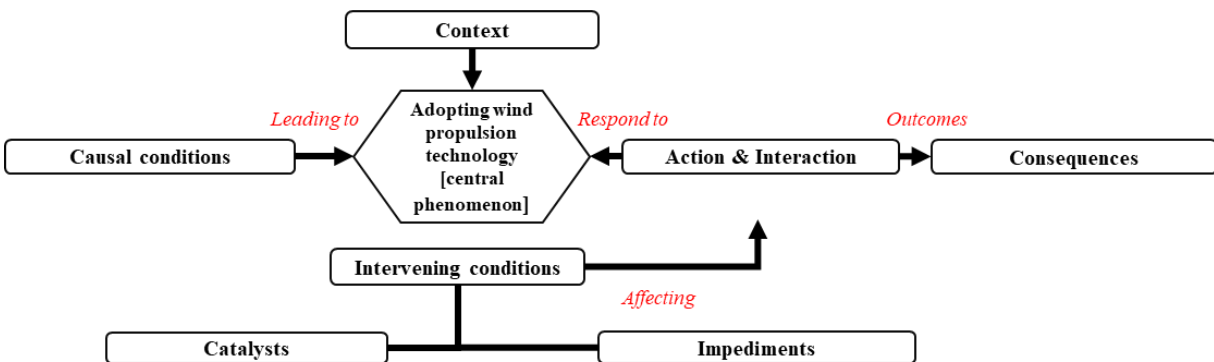 Context
Leading to
Adopting wind
propulsion
technology
[central
phenomenon]
Respond to
Outcomes
Causal conditions
Action & Interaction
Consequences
Intervening conditions
Affecting
Catalysts
Impediments